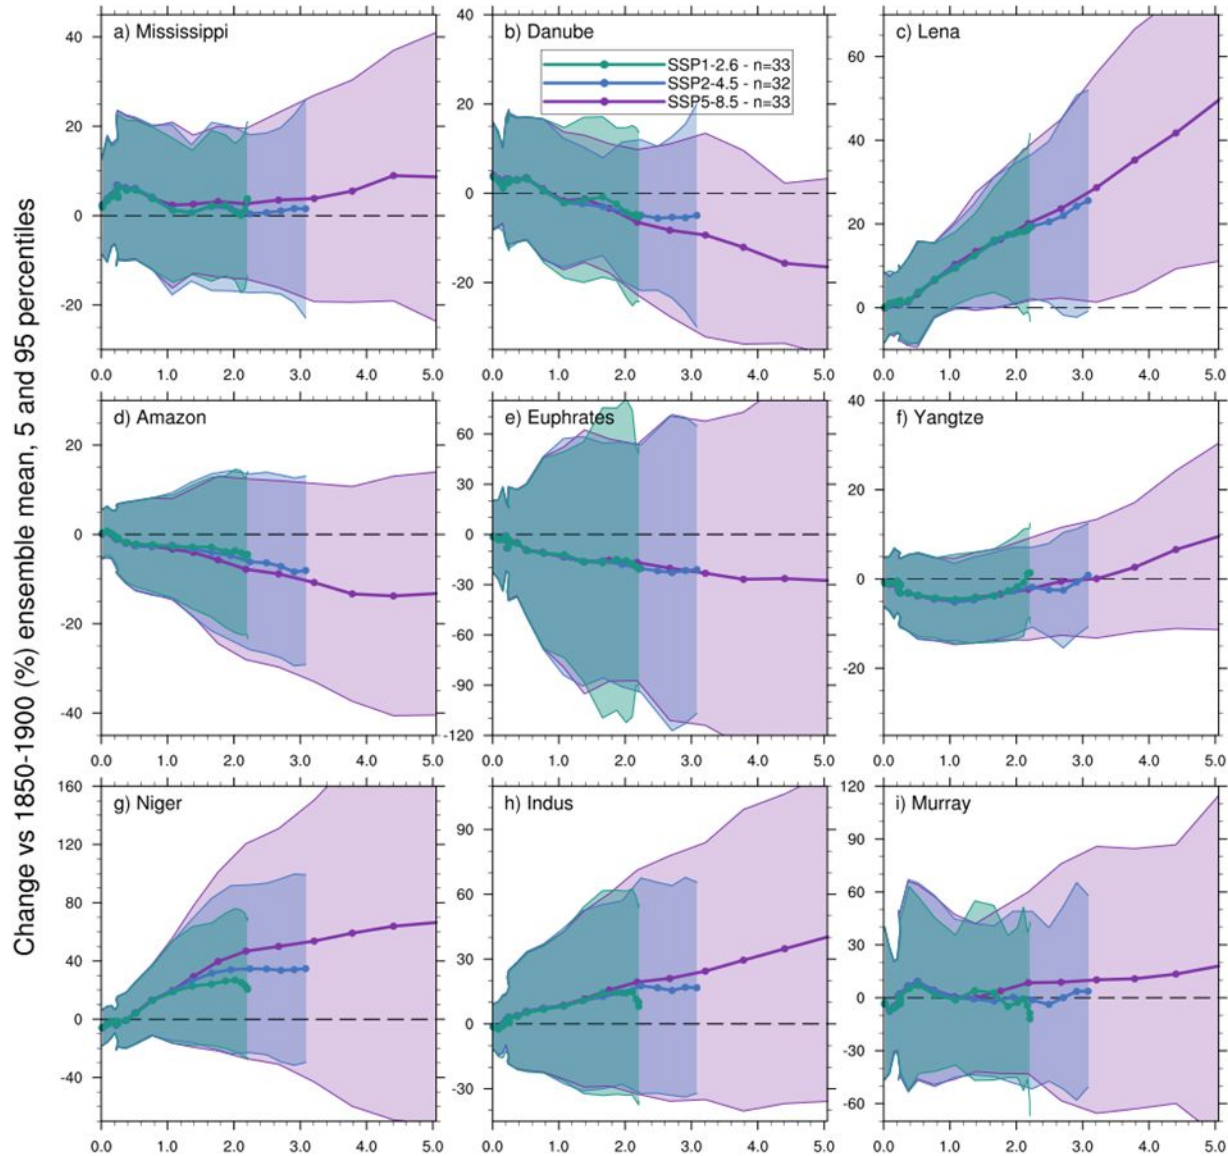 Change vs 1850-1900 (%) ensemble mean, 5 and 95 percentiles
a) Mississippi
40
20
0
-20
0.0 1.0 2.0 3.0 4.0 5.0
b) Danube
SSP1-2.6 - n=33
SSP2-4.5 - n=32
SSP5-8.5 - n=33
40
20
0
-20
0.0 1.0 2.0 3.0 4.0 5.0
c) Lena
60
40
20
0
0.0 1.0 2.0 3.0 4.0 5.0
d) Amazon
20
0
-20
-40
0.0 1.0 2.0 3.0 4.0 5.0
e) Euphrates
60
30
0
-30
-60
-90
-120
0.0 1.0 2.0 3.0 4.0 5.0
f) Yangtze
40
20
0
-20
0.0 1.0 2.0 3.0 4.0 5.0
g) Niger
160
120
80
40
0
-40
0.0 1.0 2.0 3.0 4.0 5.0
h) Indus
90
60
30
0
-30
0.0 1.0 2.0 3.0 4.0 5.0
i) Murray
120
90
60
30
0
-30
-60
0.0 1.0 2.0 3.0 4.0 5.0